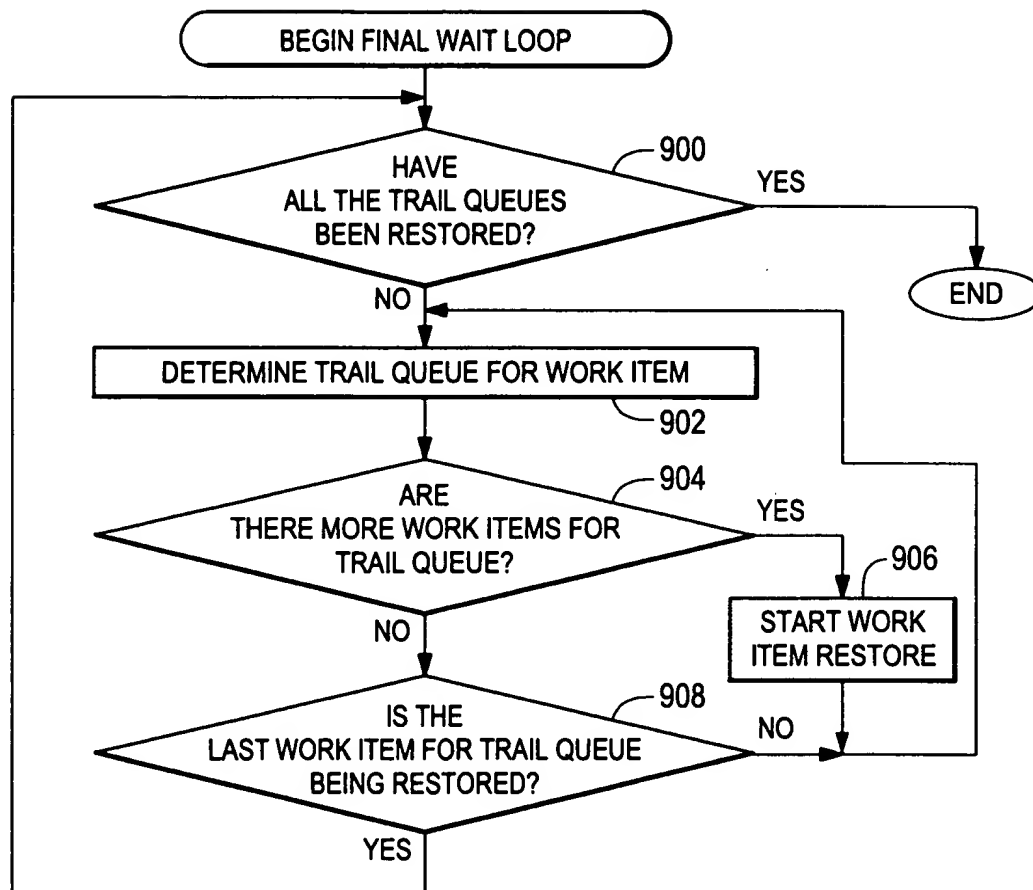 BEGIN FINAL WAIT LOOP
900
HAVE
ALL THE TRAIL QUEUES
BEEN RESTORED?
YES
NO
END
DETERMINE TRAIL QUEUE FOR WORK ITEM
902
904
ARE
THERE MORE WORK ITEMS FOR
TRAIL QUEUE?
YES
906
START WORK
ITEM RESTORE
NO
908
IS THE
LAST WORK ITEM FOR TRAIL QUEUE
BEING RESTORED?
NO
YES